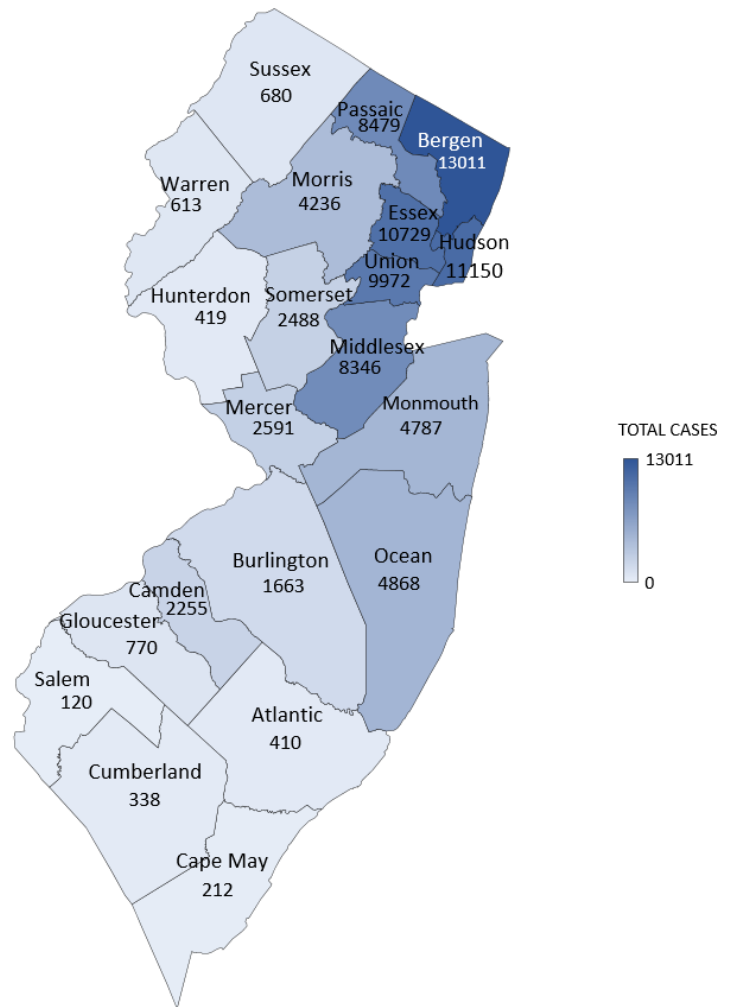 Sussex
680
Passaic
8479
Bergen
13011
Warren
613
Morris
4236
Essex
10729
Hudson
11150
Union
9972
Hunterdon
419
Somerset
2488
Middlesex
8346
Mercer
2591
Monmouth
4787
TOTAL CASES
13011
0
Burlington
1663
Ocean
4868
Camden
2255
Gloucester
770
Salem
120
Atlantic
410
Cumberland
338
Cape May
212